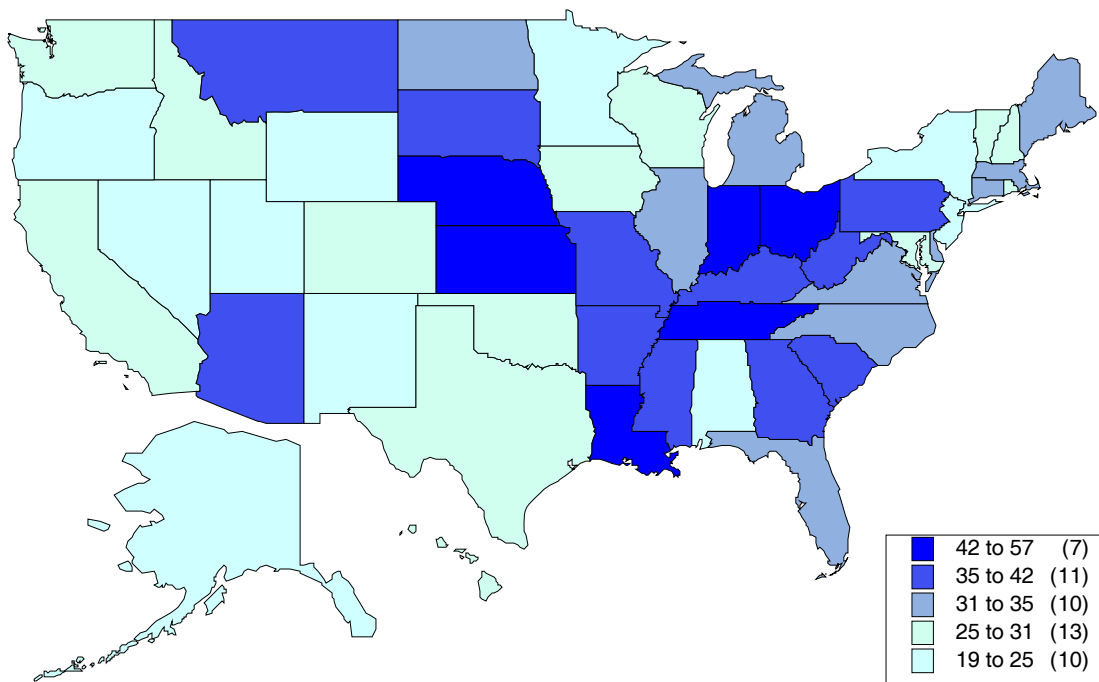 42 to 57 (7)
35 to 42 (11)
31 to 35 (10)
25 to 31 (13)
19 to 25 (10)